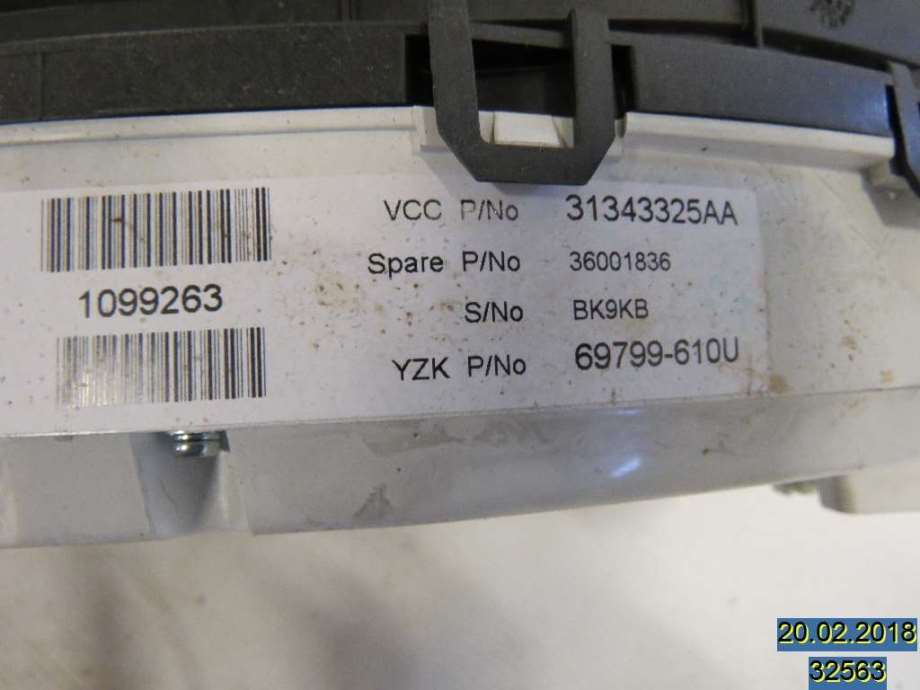 VCC P/No 31343325AA
Spare P/No 36001836
S/No BK9KB
YZK P/No 69799-610U
1099263
20.02.2018
32563